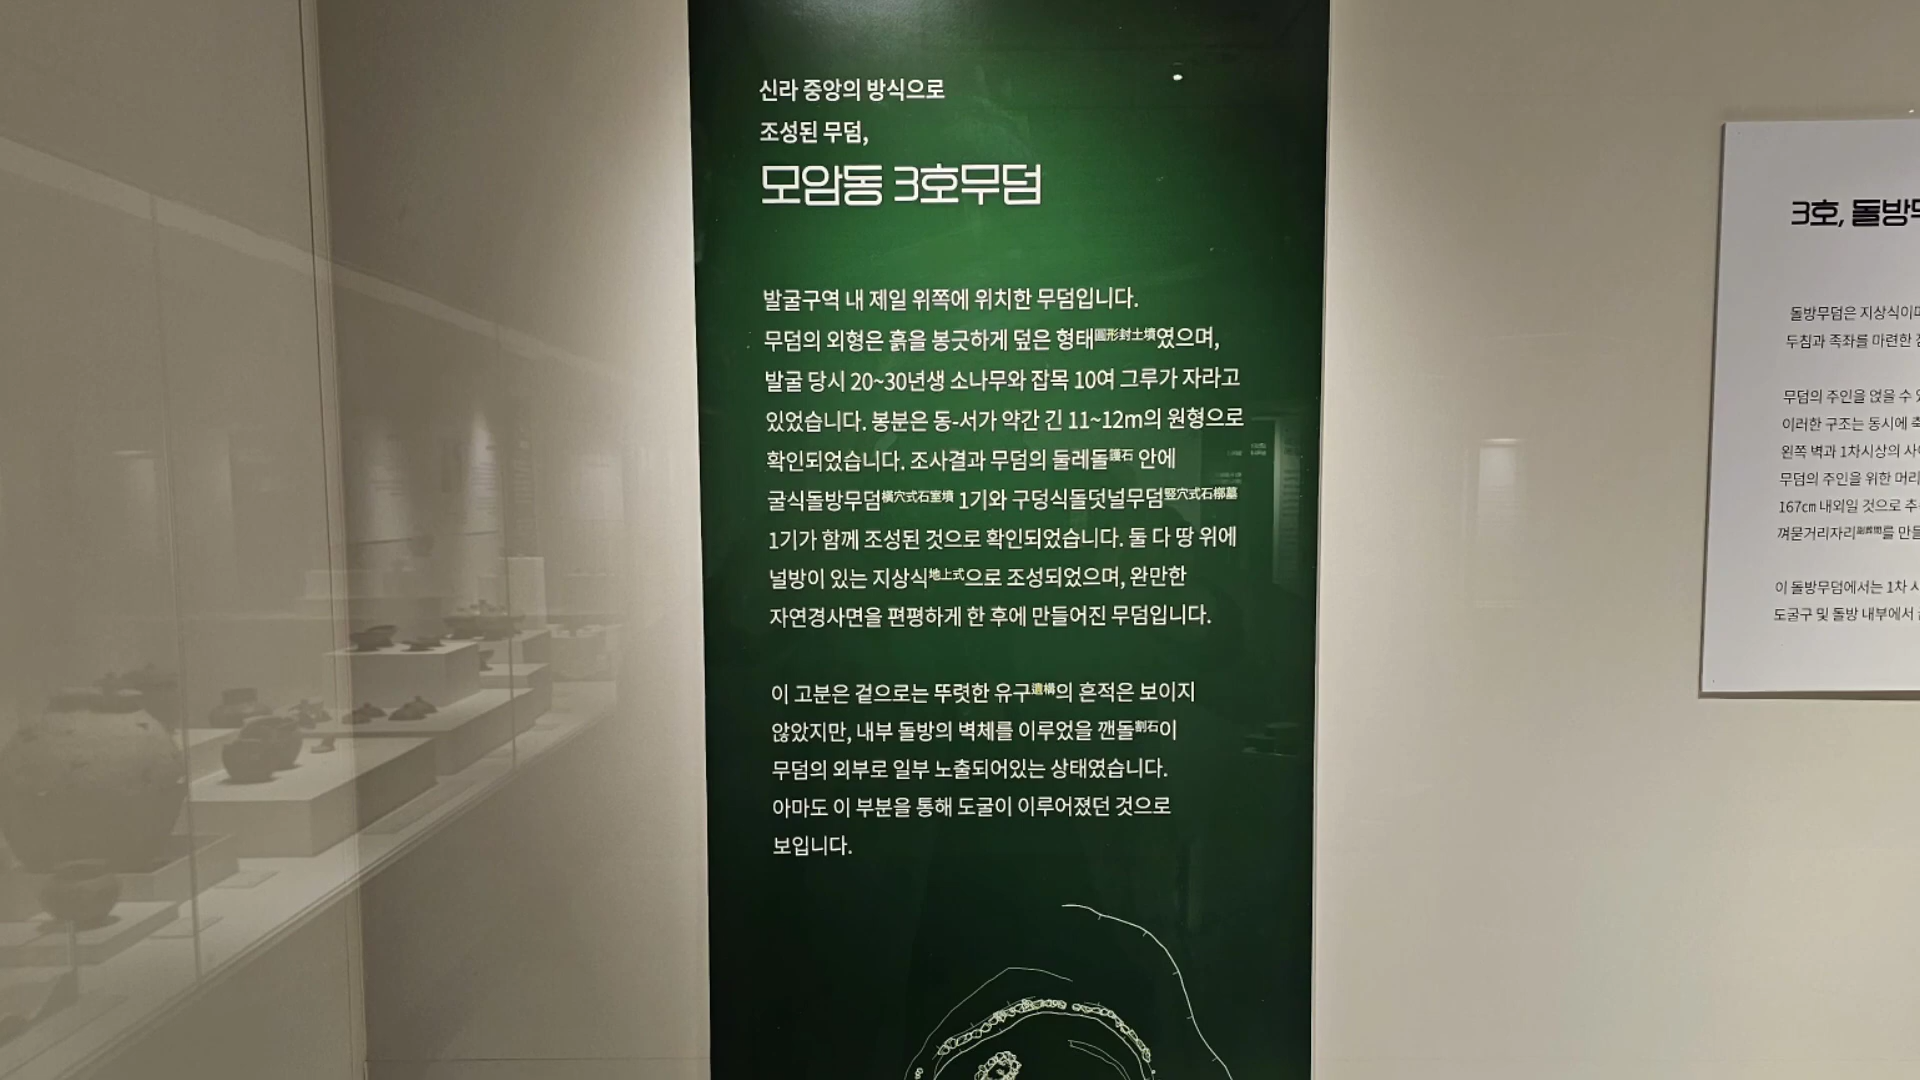 신라 중앙의 방식으로
조성된 무덤,
모암동 3호무덤
발굴구역 내 제일 위쪽에 위치한 무덤입니다.
무덤의 외형은 흙을 봉긋하게 덮은 형태圓形封土墳였으며,
발굴 당시 20~30년생 소나무와 잡목 10여 그루가 자라고
있었습니다. 봉분은 동-서가 약간 긴 11~12m의 원형으로
확인되었습니다. 조사결과 무덤의 둘레돌護石 안에
굴식돌방무덤橫穴式石室墳 1기와 구덩식돌덧널무덤竪穴式石槨墓
1기가 함께 조성된 것으로 확인되었습니다. 둘 다 땅 위에
널방이 있는 지상식地上式으로 조성되었으며, 완만한
자연경사면을 편평하게 한 후에 만들어진 무덤입니다.
이 고분은 겉으로는 뚜렷한 유구遺構의 흔적은 보이지
않았지만, 내부 돌방의 벽체를 이루었을 깬돌割石이
무덤의 외부로 일부 노출되어있는 상태였습니다.
아마도 이 부분을 통해 도굴이 이루어졌던 것으로
보입니다.
3호, 돌방
돌방무덤은 지상식이며
두침과 족좌를 마련한
무덤의 주인을 얹을 수
이러한 구조는 동시에
왼쪽 벽과 1차시상의
무덤의 주인을 위한 머리
167㎝ 내외일 것으로
껴묻거리자리를
이 돌방무덤에서는 1차
도굴구 및 돌방 내부에서